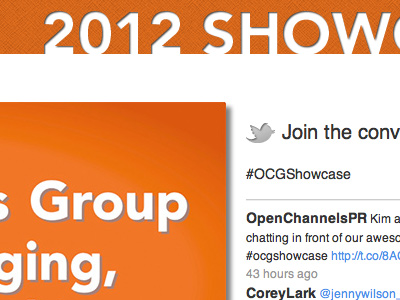 2012 SHOWC
s Group
ging,
Join the conv
#OCGShowcase
OpenChannelsPR Kim a
chatting in front of our aweso
#ocgshowcase http://t.co/8AC
43 hours ago
CoreyLark @jennywilson_